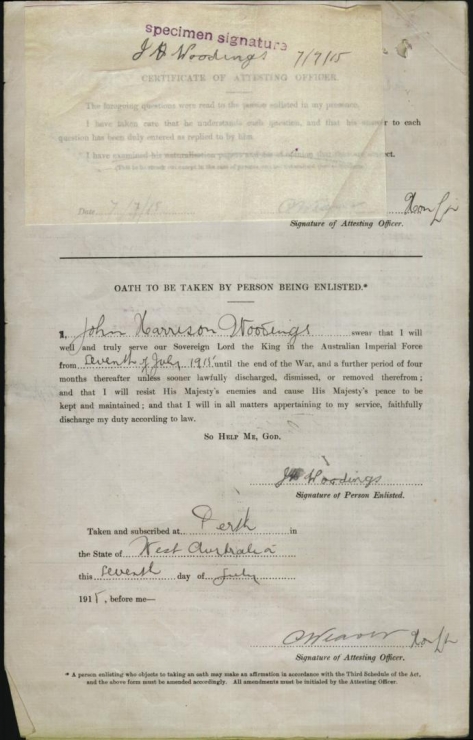 specimen signature
J H Woodings 7/7/15
CERTIFICATE OF ATTESTING OFFICER.
The foregoing questions were read to the person enlisted in my presence.
I have taken care that he understands each question, and that his answer to each
question has been duly entered as replied to by him.
I have examined his naturalization papers and
Date 7/7/15
C Weaver Hon Lt
Signature of Attesting Officer.
OATH TO BE TAKEN BY PERSON BEING ENLISTED.*
I, John Harrison Woodings swear that I will
well and truly serve our Sovereign Lord the King in the Australian Imperial Force
from Seventh of July 1915 until the end of the War, and a further period of four
months thereafter unless sooner lawfully discharged, dismissed, or removed therefrom;
and that I will resist His Majesty's enemies and cause His Majesty's peace to be
kept and maintained; and that I will in all matters appertaining to my service, faithfully
discharge my duty according to law.
SO HELP ME, GOD.
JH Woodings
Signature of Person Enlisted.
Taken and subscribed at Perth in
the State of West Australia
this Seventh day of July
1915, before me—
C Weaver Hon Lt
Signature of Attesting Officer.
* A person enlisting who objects to taking an oath may make an affirmation in accordance with the Third Schedule of the Act,
and the above form must be amended accordingly. All amendments must be initialed by the Attesting Officer.